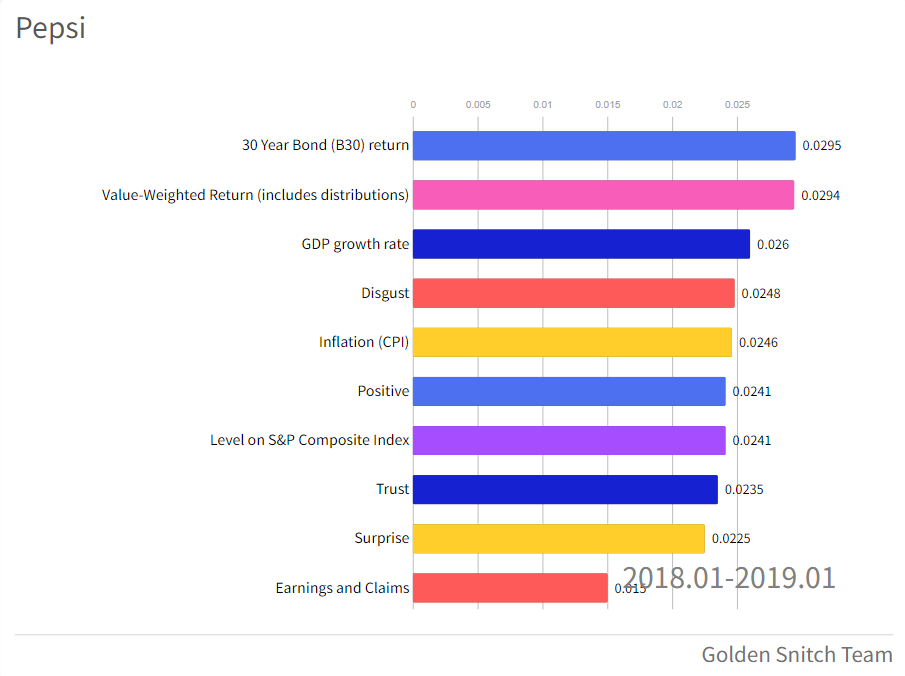 Pepsi
0 0.005 0.01 0.015 0.02 0.025
30 Year Bond (B30) return 0.0295
Value-Weighted Return (includes distributions) 0.0294
GDP growth rate 0.026
Disgust 0.0248
Inflation (CPI) 0.0246
Positive 0.0241
Level on S&P Composite Index 0.0241
Trust 0.0235
Surprise 0.0225
2018.01-2019.01
Earnings and Claims 0.015
Golden Snitch Team